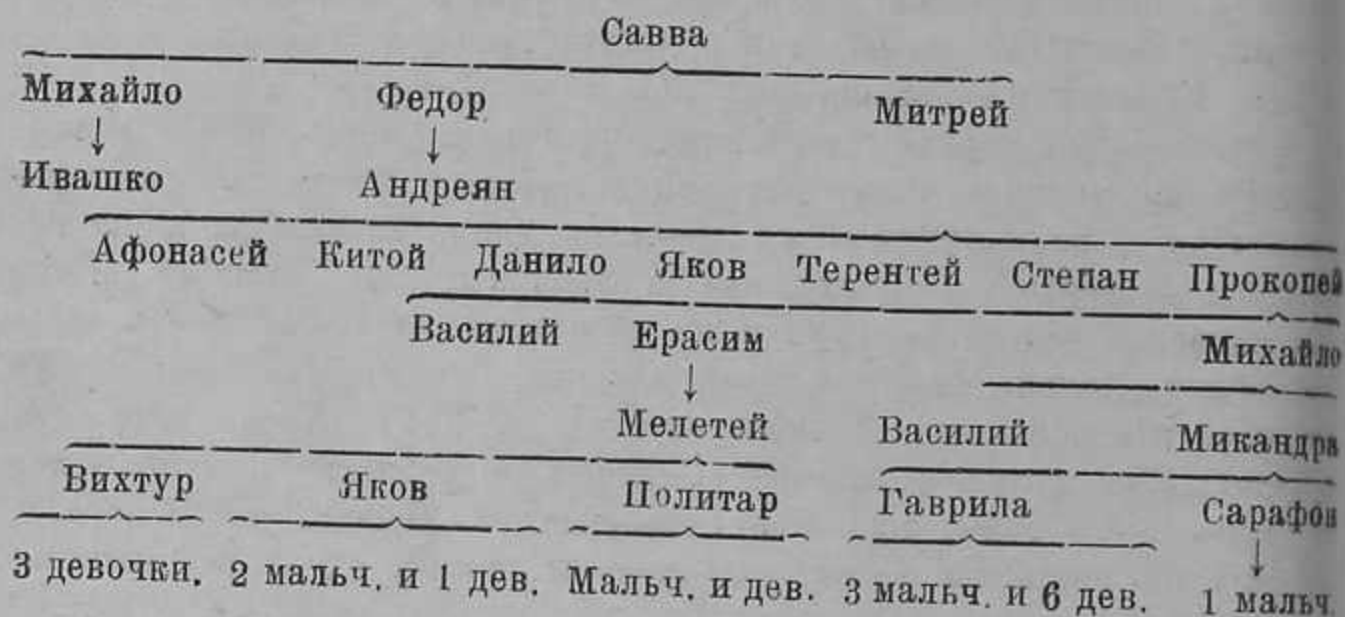 Савва
Михайло Федор Митрей
Ивашко Андреян
Афонасей Китой Данило Яков Терентей Степан Прокопей
Василий Ерасим Михайло
Мелетей Василий Микандра
Вихтур Яков Политар Гаврила Сарафон
3 девочки. 2 мальч. и 1 дев. Мальч. и дев. 3 мальч. и 6 дев. 1 мальч.